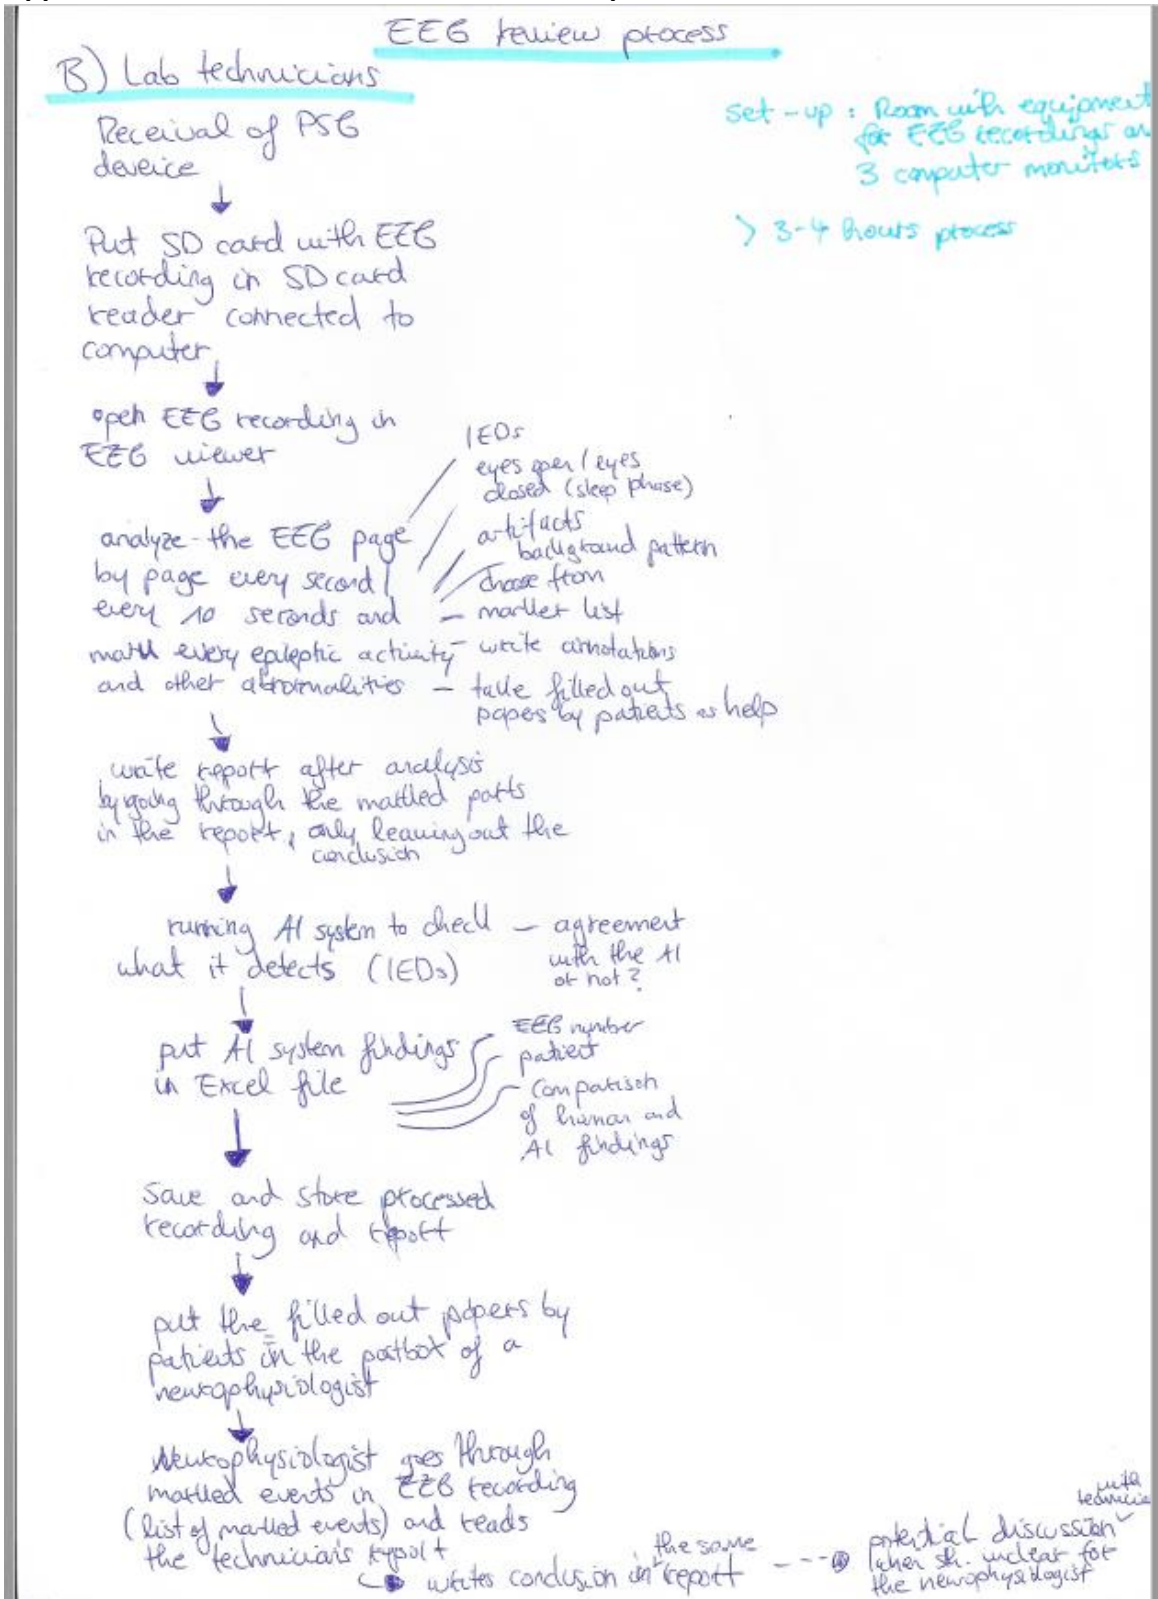 EEG review process
B) Lab technicians
set-up : Room with equipment
for EEG recordings an
3 computer monitors
> 3-4 hours process
Receival of PSG
deveice
Put SD card with EEG
recording in SD card
reader connected to
computer
open EEG recording in
EEG viewer
analyze the EEG page
by page every second /
every 10 seconds and
mark every epileptic activity
and other abnormalities
IEDs
eyes open / eyes
closed (sleep phase)
artifacts
background pattern
choose from
– marker list
– write annotations
– take filled out
papers by patients as help
write report after analysis
by going through the marked parts
in the report, only leaving out the
conclusion
running AI system to check – agreement
what it detects (IEDs)
with the AI
or not?
put AI system findings
in Excel file
EEG number
patient
comparison
of human and
AI findings
Save and store processed
recording and report
put the filled out papers by
patients in the postbox of a
neurophysiologist
Neurophysiologist goes through
marked events in EEG recording
(list of marked events) and reads
the technician's report
writes conclusion in the same report
potential discussion with technicia
when sth. unclear for
the neurophysiologist